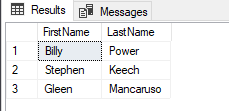 Results Messages
FirstName LastName
1 Billy Power
2 Stephen Keech
3 Gleen Mancaruso